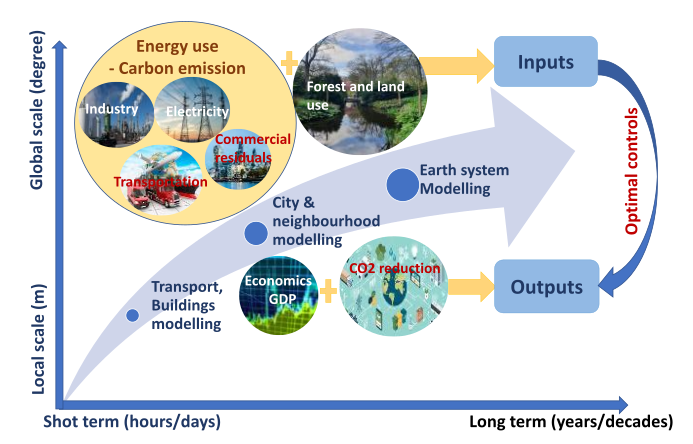 Energy use
- Carbon emission
Industry
Electricity
Commercial
residuals
Transportation
Forest and land
use
Inputs
Global scale (degree)
Optimal controls
Earth system
Modelling
City &
neighbourhood
modelling
Transport,
Buildings
modelling
Economics
GDP
CO2 reduction
Outputs
Local scale (m)
Shot term (hours/days)
Long term (years/decades)